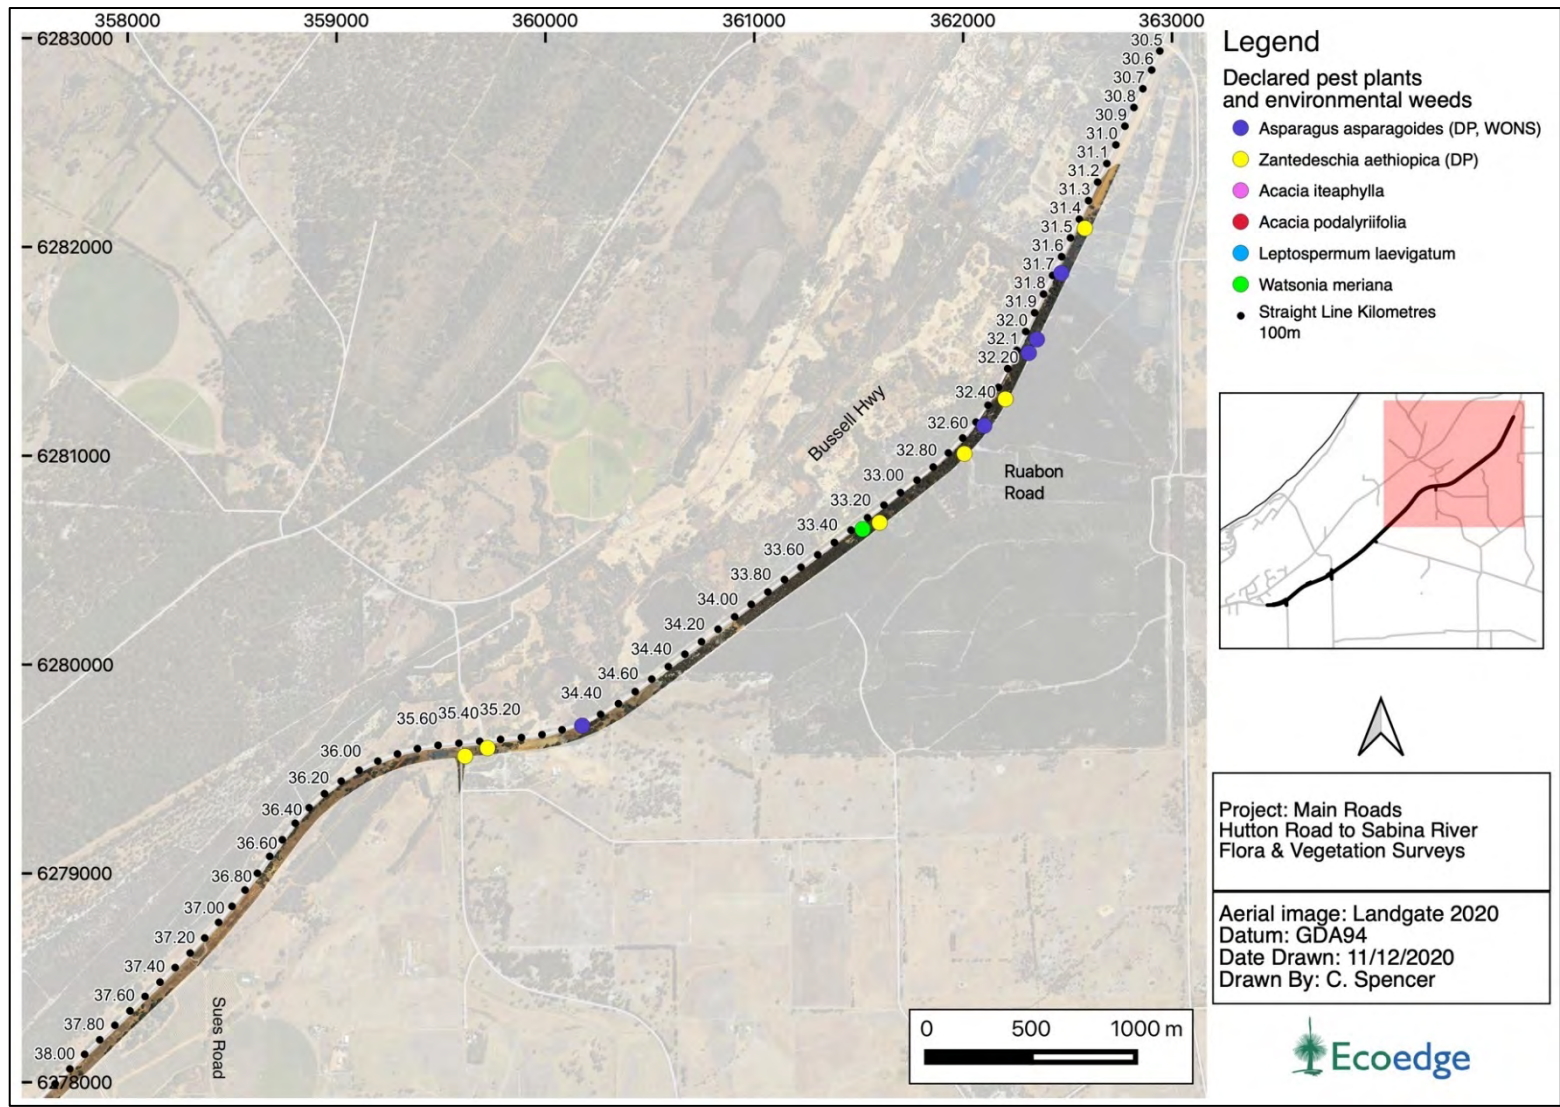 358000
359000
360000
361000
362000
363000
6283000
6282000
6281000
6280000
6279000
6278000
30.5
30.6
30.7
30.8
30.9
31.0
31.1
31.2
31.3
31.4
31.5
31.6
31.7
31.8
31.9
32.0
32.1
32.20
32.40
32.60
32.80
33.00
33.20
33.40
33.60
33.80
34.00
34.20
34.40
34.60
34.40
35.20
35.40
35.60
36.00
36.20
36.40
36.60
36.80
37.00
37.20
37.40
37.60
37.80
38.00
Bussell Hwy
Ruabon
Road
Sues Road
0 500 1000 m
Legend
Declared pest plants
and environmental weeds
Asparagus asparagoides (DP, WONS)
Zantedeschia aethiopica (DP)
Acacia iteaphylla
Acacia podalyriifolia
Leptospermum laevigatum
Watsonia meriana
Straight Line Kilometres
100m
Project: Main Roads
Hutton Road to Sabina River
Flora & Vegetation Surveys
Aerial image: Landgate 2020
Datum: GDA94
Date Drawn: 11/12/2020
Drawn By: C. Spencer
Ecoedge